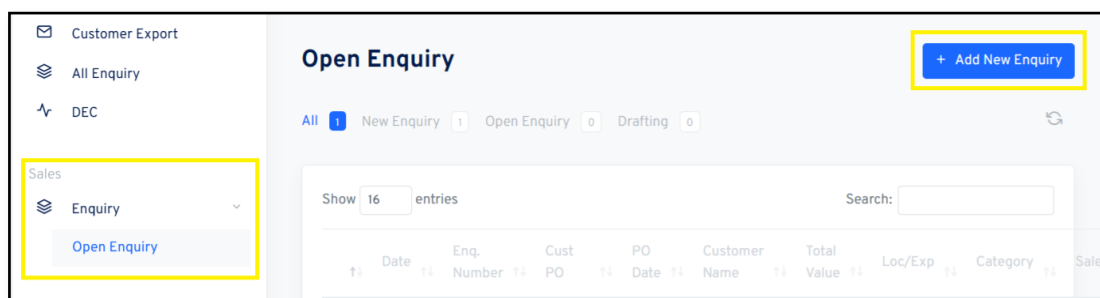 Customer Export
All Enquiry
DEC
Sales
Enquiry
Open Enquiry
Open Enquiry
+ Add New Enquiry
All 1 New Enquiry 1 Open Enquiry 0 Drafting 0
Show 16 entries
Search:
Date
Enq. Number
Cust PO
PO Date
Customer Name
Total Value
Loc/Exp
Category
Sale